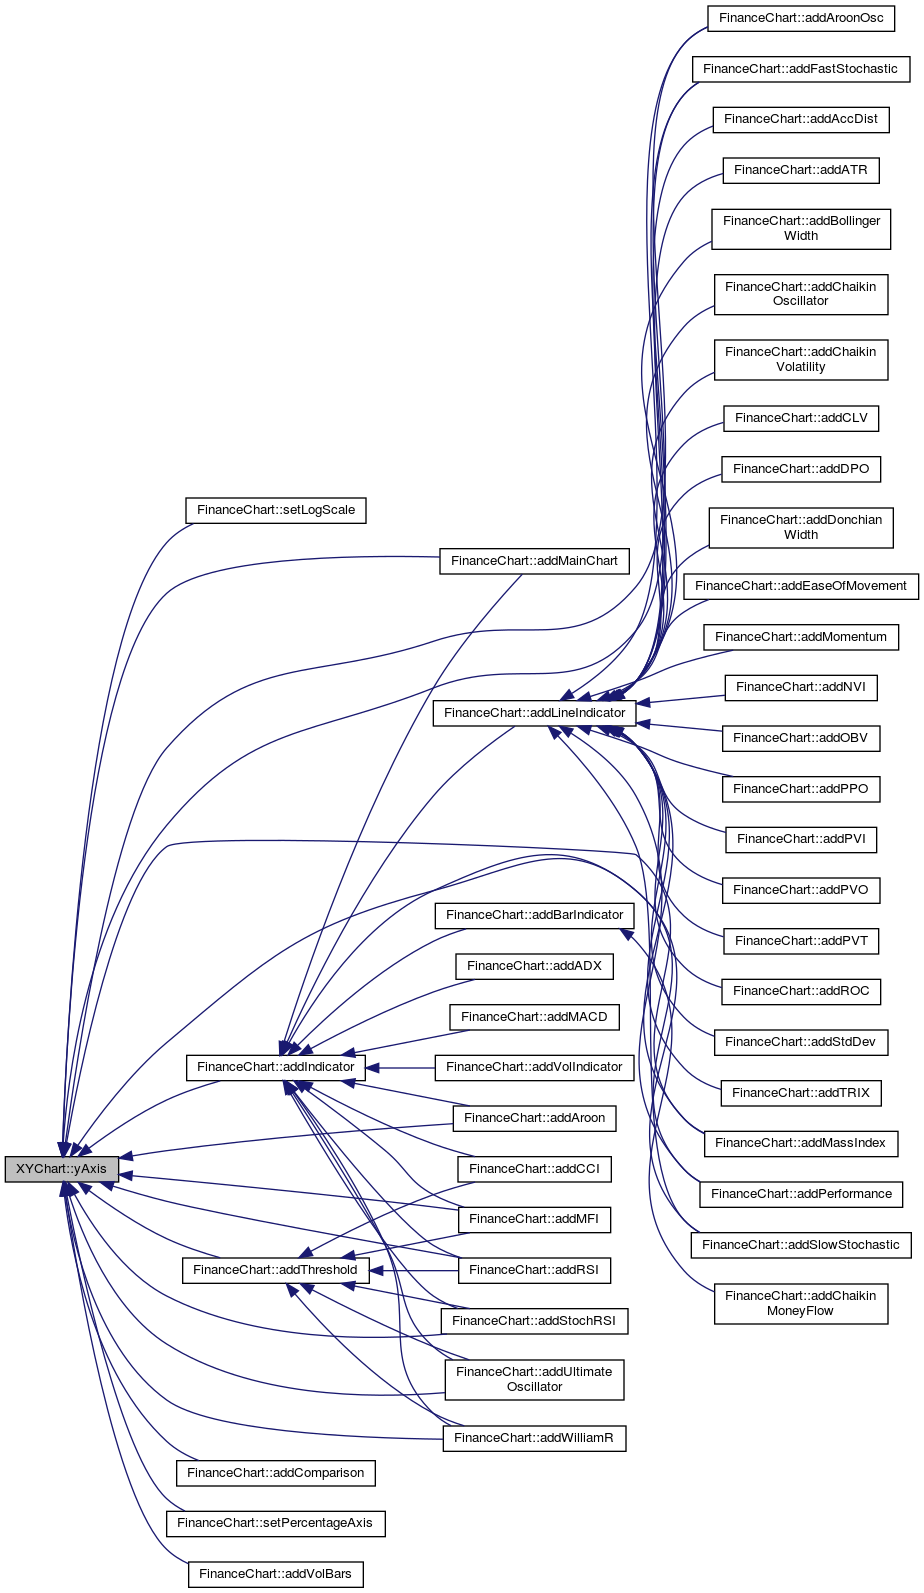 FinanceChart::addAroonOsc
FinanceChart::addFastStochastic
FinanceChart::addAccDist
FinanceChart::addATR
FinanceChart::addBollinger
Width
FinanceChart::addChaikin
Oscillator
FinanceChart::addChaikin
Volatility
FinanceChart::addCLV
FinanceChart::addDPO
FinanceChart::setLogScale
FinanceChart::addDonchian
Width
FinanceChart::addMainChart
FinanceChart::addEaseOfMovement
FinanceChart::addMomentum
FinanceChart::addNVI
FinanceChart::addLineIndicator
FinanceChart::addOBV
FinanceChart::addPPO
FinanceChart::addPVI
FinanceChart::addPVO
FinanceChart::addBarIndicator
FinanceChart::addPVT
FinanceChart::addADX
FinanceChart::addROC
FinanceChart::addMACD
FinanceChart::addStdDev
FinanceChart::addIndicator
FinanceChart::addVolIndicator
FinanceChart::addTRIX
FinanceChart::addAroon
FinanceChart::addMassIndex
XYChart::yAxis
FinanceChart::addCCI
FinanceChart::addPerformance
FinanceChart::addMFI
FinanceChart::addSlowStochastic
FinanceChart::addThreshold
FinanceChart::addRSI
FinanceChart::addChaikin
MoneyFlow
FinanceChart::addStochRSI
FinanceChart::addUltimate
Oscillator
FinanceChart::addWilliamR
FinanceChart::addComparison
FinanceChart::setPercentageAxis
FinanceChart::addVolBars